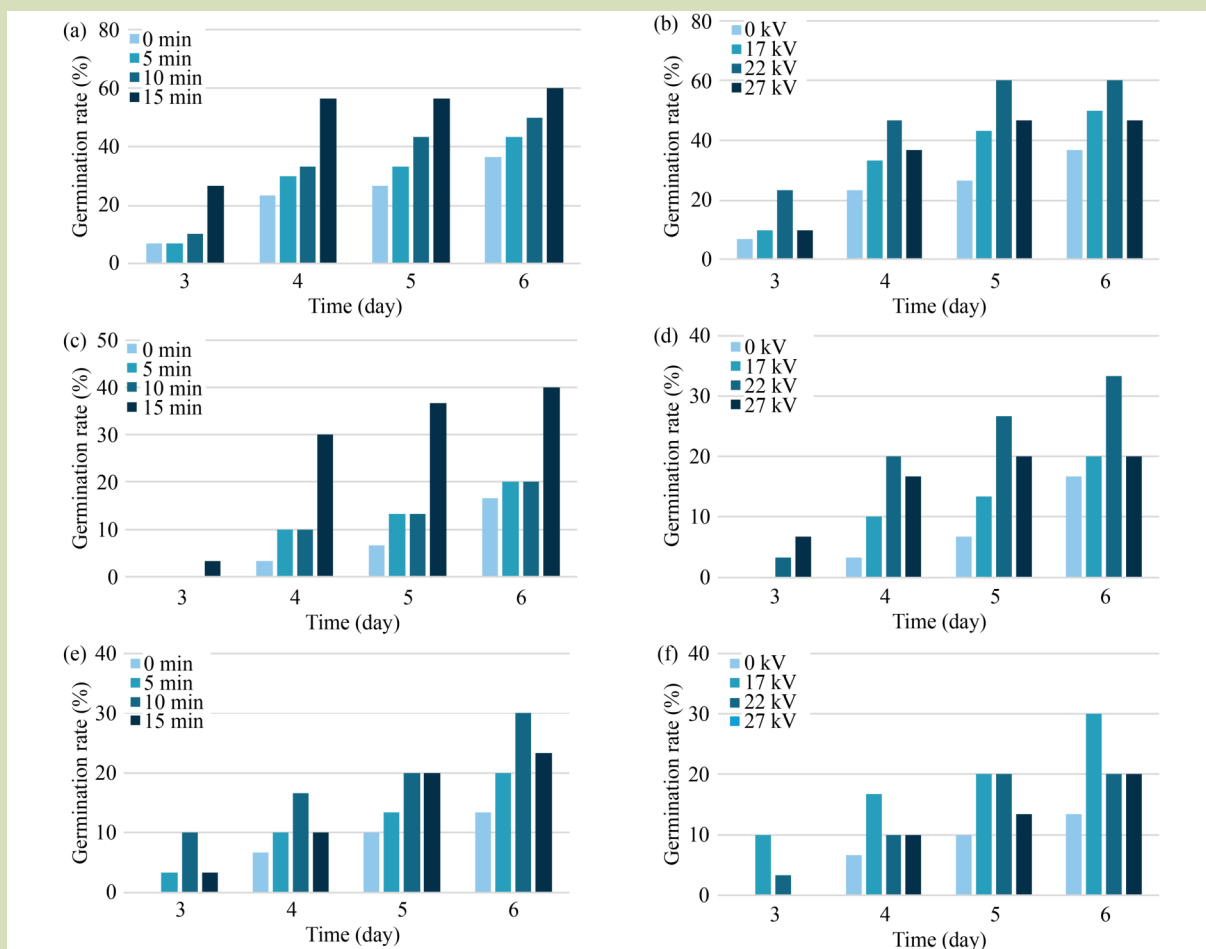 (a)
Germination rate (%)
80
60
40
20
0
0 min
5 min
10 min
15 min
3 4 5 6
Time (day)
(b)
Germination rate (%)
80
60
40
20
0
0 kV
17 kV
22 kV
27 kV
3 4 5 6
Time (day)
(c)
Germination rate (%)
50
40
30
20
10
0
0 min
5 min
10 min
15 min
3 4 5 6
Time (day)
(d)
Germination rate (%)
40
30
20
10
0
0 kV
17 kV
22 kV
27 kV
3 4 5 6
Time (day)
(e)
Germination rate (%)
40
30
20
10
0
0 min
5 min
10 min
15 min
3 4 5 6
Time (day)
(f)
Germination rate (%)
40
30
20
10
0
0 kV
17 kV
22 kV
27 kV
3 4 5 6
Time (day)